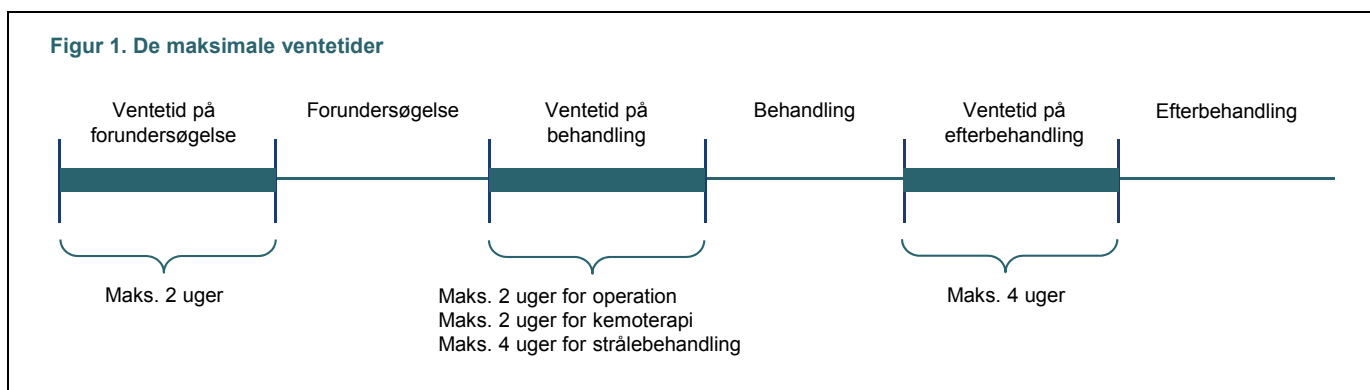 Figur 1. De maksimale ventetider
Ventetid på
forundersøgelse
Forundersøgelse
Ventetid på
behandling
Behandling
Ventetid på
efterbehandling
Efterbehandling
Maks. 2 uger
Maks. 2 uger for operation
Maks. 2 uger for kemoterapi
Maks. 4 uger for strålebehandling
Maks. 4 uger